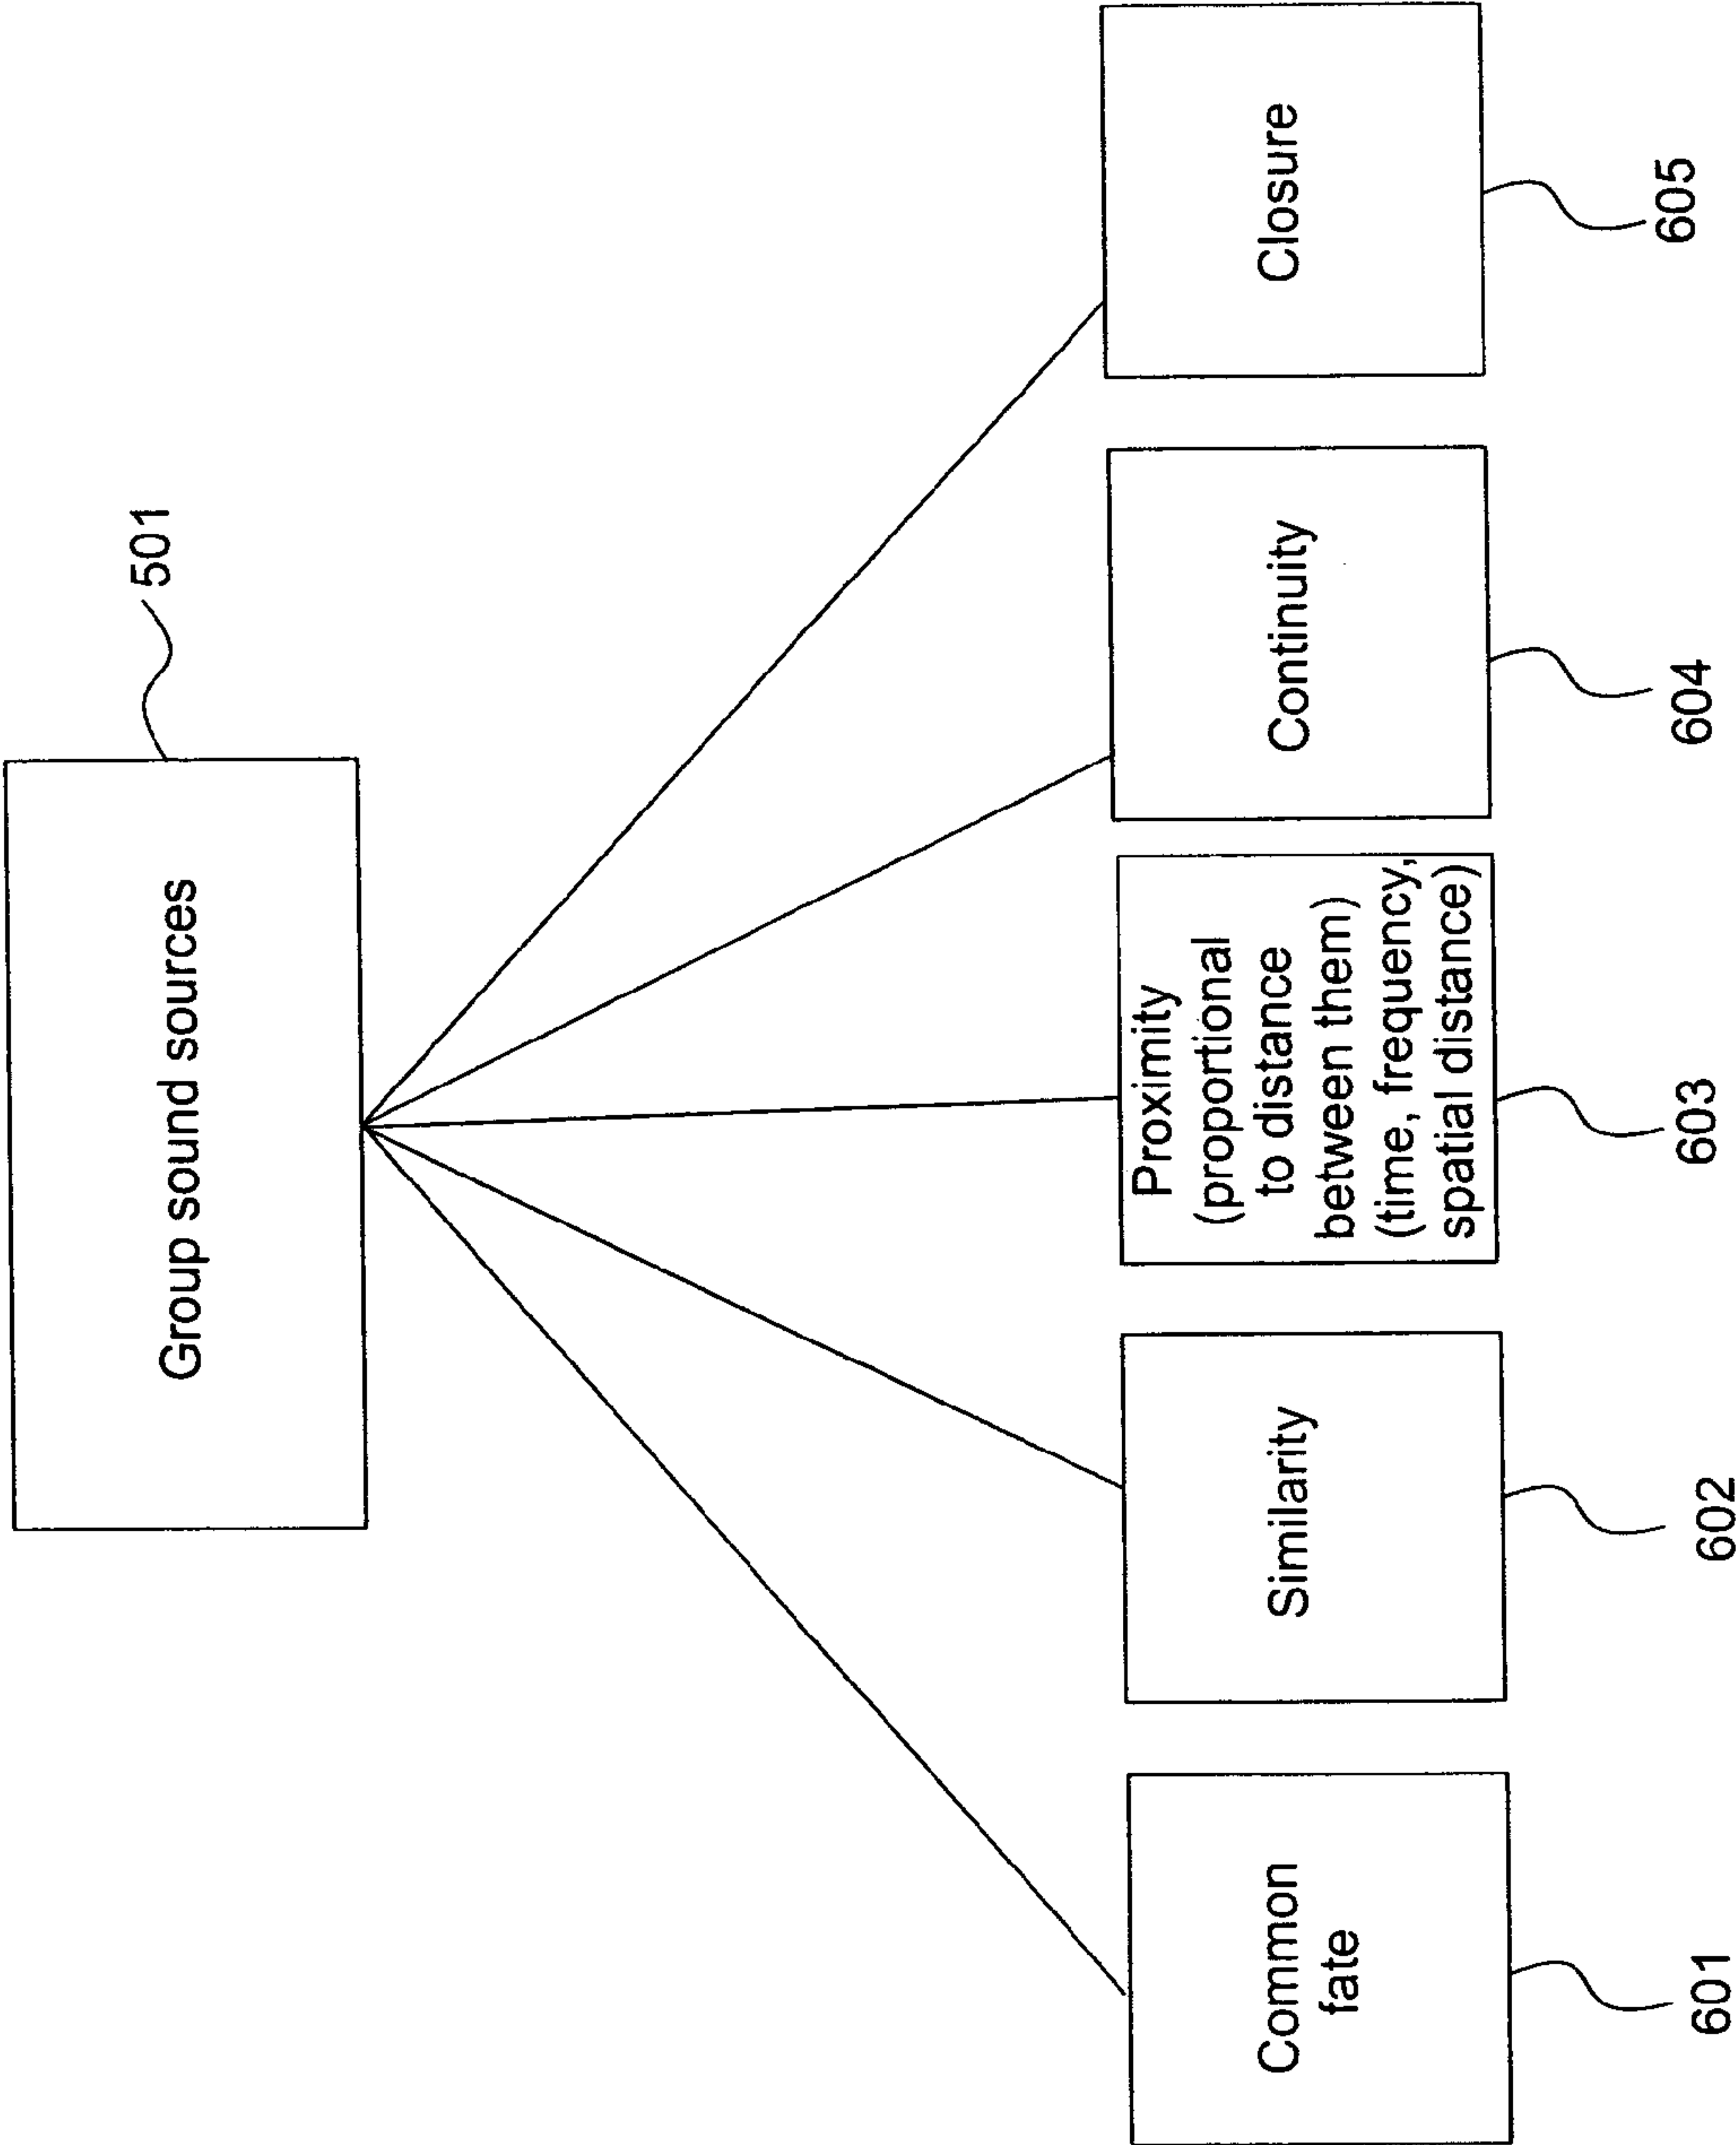 Group sound sources
501
Common
fate
Similarity
Proximity
(proportional
to distance
between them)
(time, frequency,
spatial distance)
Continuity
Closure
601
602
603
604
605